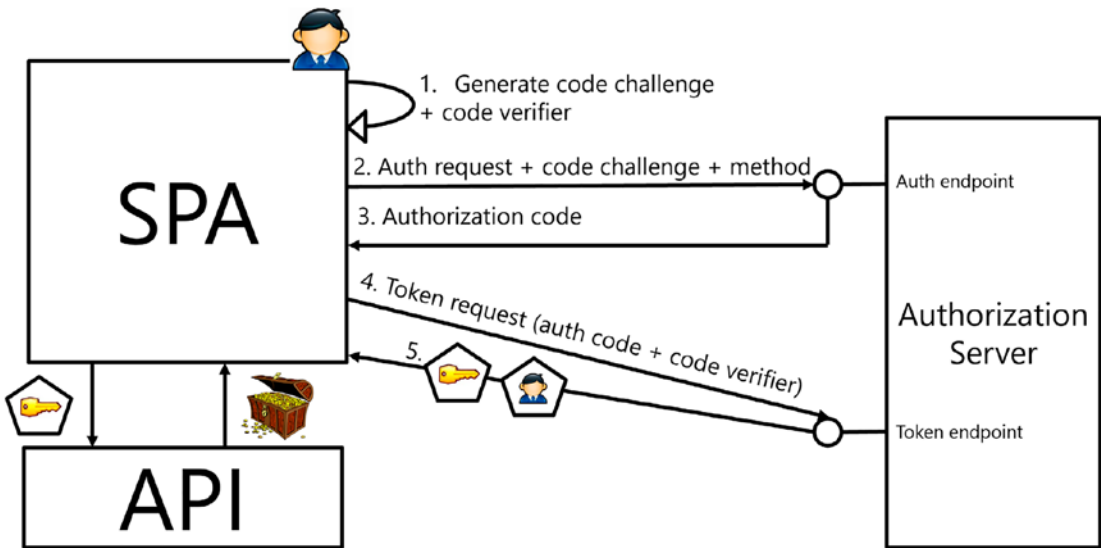 1. Generate code challenge
+ code verifier
SPA
2. Auth request + code challenge + method
Auth endpoint
3. Authorization code
4. Token request (auth code + code verifier)
Authorization
Server
5.
Token endpoint
API